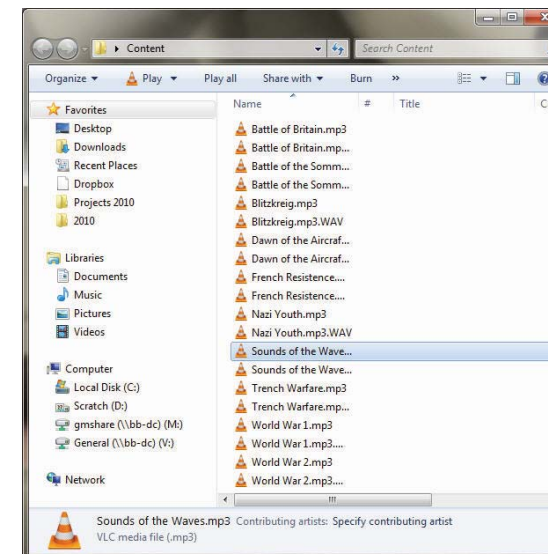 Content
Search Content
Organize Play Play all Share with Burn »
Name # Title C
Favorites
Desktop
Downloads
Recent Places
Dropbox
Projects 2010
2010
Libraries
Documents
Music
Pictures
Videos
Computer
Local Disk (C:)
Scratch (D:)
gmshare (\\bb-dc) (M:)
General (\\bb-dc) (V:)
Network
Battle of Britain.mp3
Battle of Britain.mp...
Battle of the Somm...
Battle of the Somm...
Blitzkreig.mp3
Blitzkreig.mp3.WAV
Dawn of the Aircraf...
Dawn of the Aircraf...
French Resistence....
French Resistence....
Nazi Youth.mp3
Nazi Youth.mp3.WAV
Sounds of the Wave...
Sounds of the Wave...
Trench Warfare.mp3
Trench Warfare.mp...
World War 1.mp3
World War 1.mp3....
World War 2.mp3
World War 2.mp3....
Sounds of the Waves.mp3 Contributing artists: Specify contributing artist
VLC media file (.mp3)